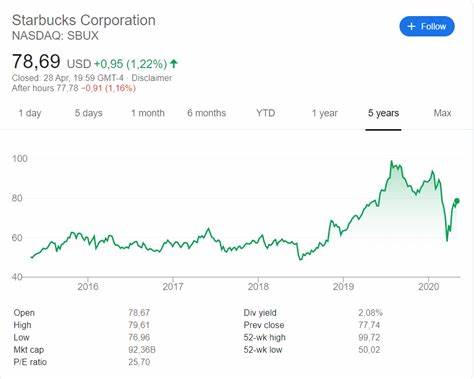 Starbucks Corporation
NASDAQ: SBUX
+ Follow
78,69 USD +0,95 (1,22%) ↑
Closed: 28 Apr, 19:59 GMT-4 · Disclaimer
After hours 77,78 −0,91 (1,16%)
1 day 5 days 1 month 6 months YTD 1 year 5 years Max
100
80
60
40
2016 2017 2018 2019 2020
Open 78,67 Div yield 2.08%
High 79,61 Prev close 77,74
Low 76,96 52-wk high 99,72
Mkt cap 92,36B 52-wk low 50,02
P/E ratio 25,70